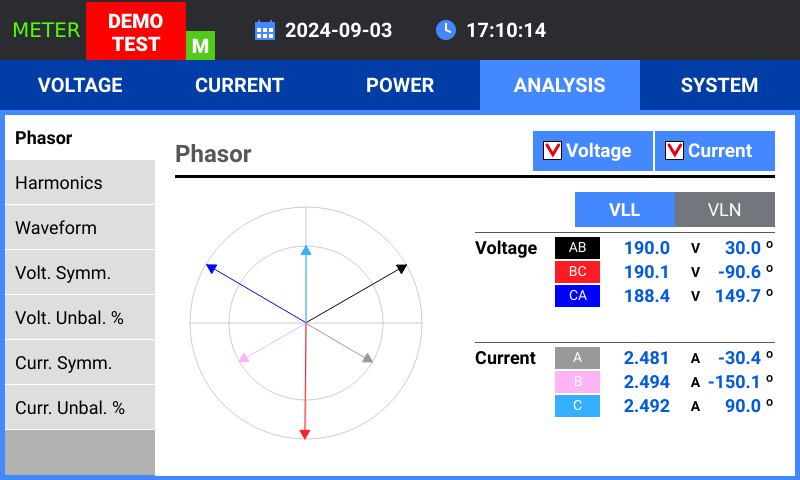 METER DEMO TEST M 2024-09-03 17:10:14
VOLTAGE CURRENT POWER ANALYSIS SYSTEM
Phasor
Harmonics
Waveform
Volt. Symm.
Volt. Unbal. %
Curr. Symm.
Curr. Unbal. %
Phasor Voltage Current
VLL VLN
Voltage AB 190.0 V 30.0 º
BC 190.1 V -90.6 º
CA 188.4 V 149.7 º
Current A 2.481 A -30.4 º
B 2.494 A -150.1 º
C 2.492 A 90.0 º